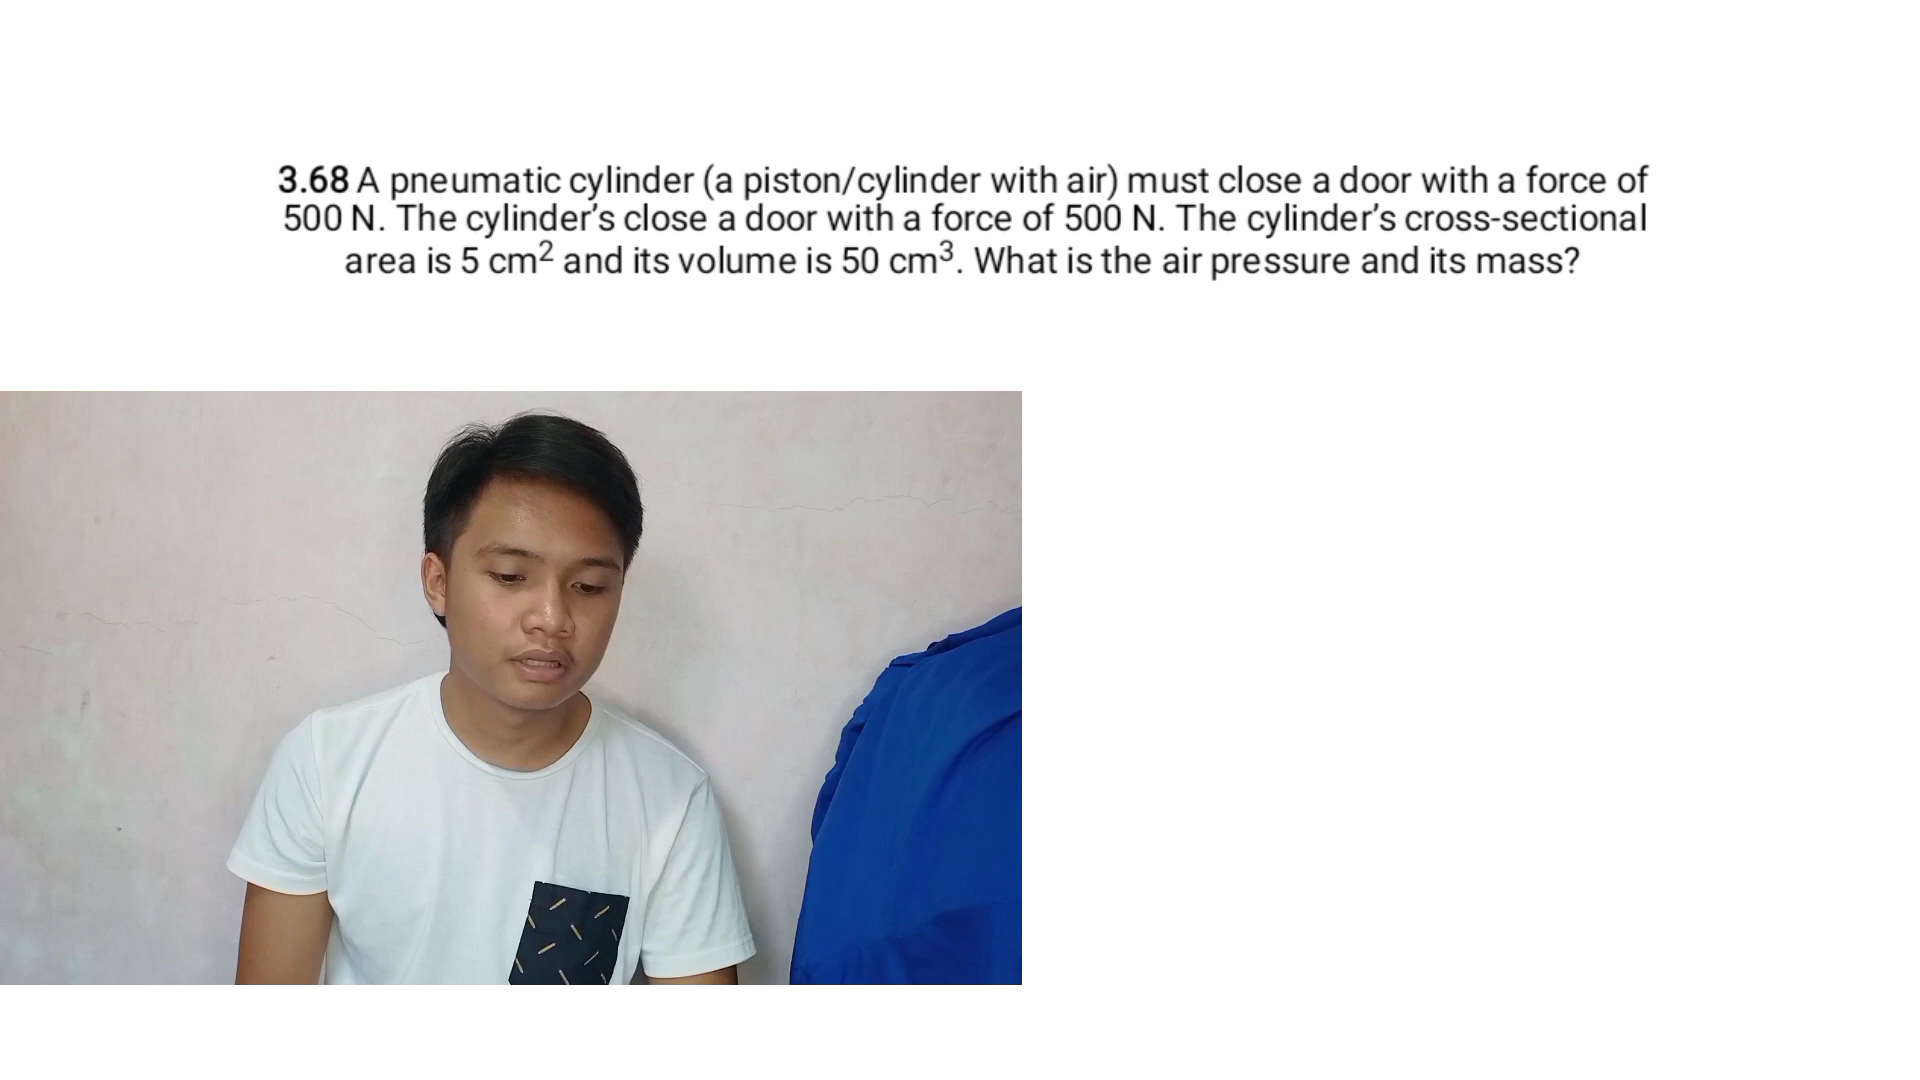 3.68 A pneumatic cylinder (a piston/cylinder with air) must close a door with a force of
500 N. The cylinder’s close a door with a force of 500 N. The cylinder’s cross-sectional
area is 5 cm² and its volume is 50 cm³. What is the air pressure and its mass?